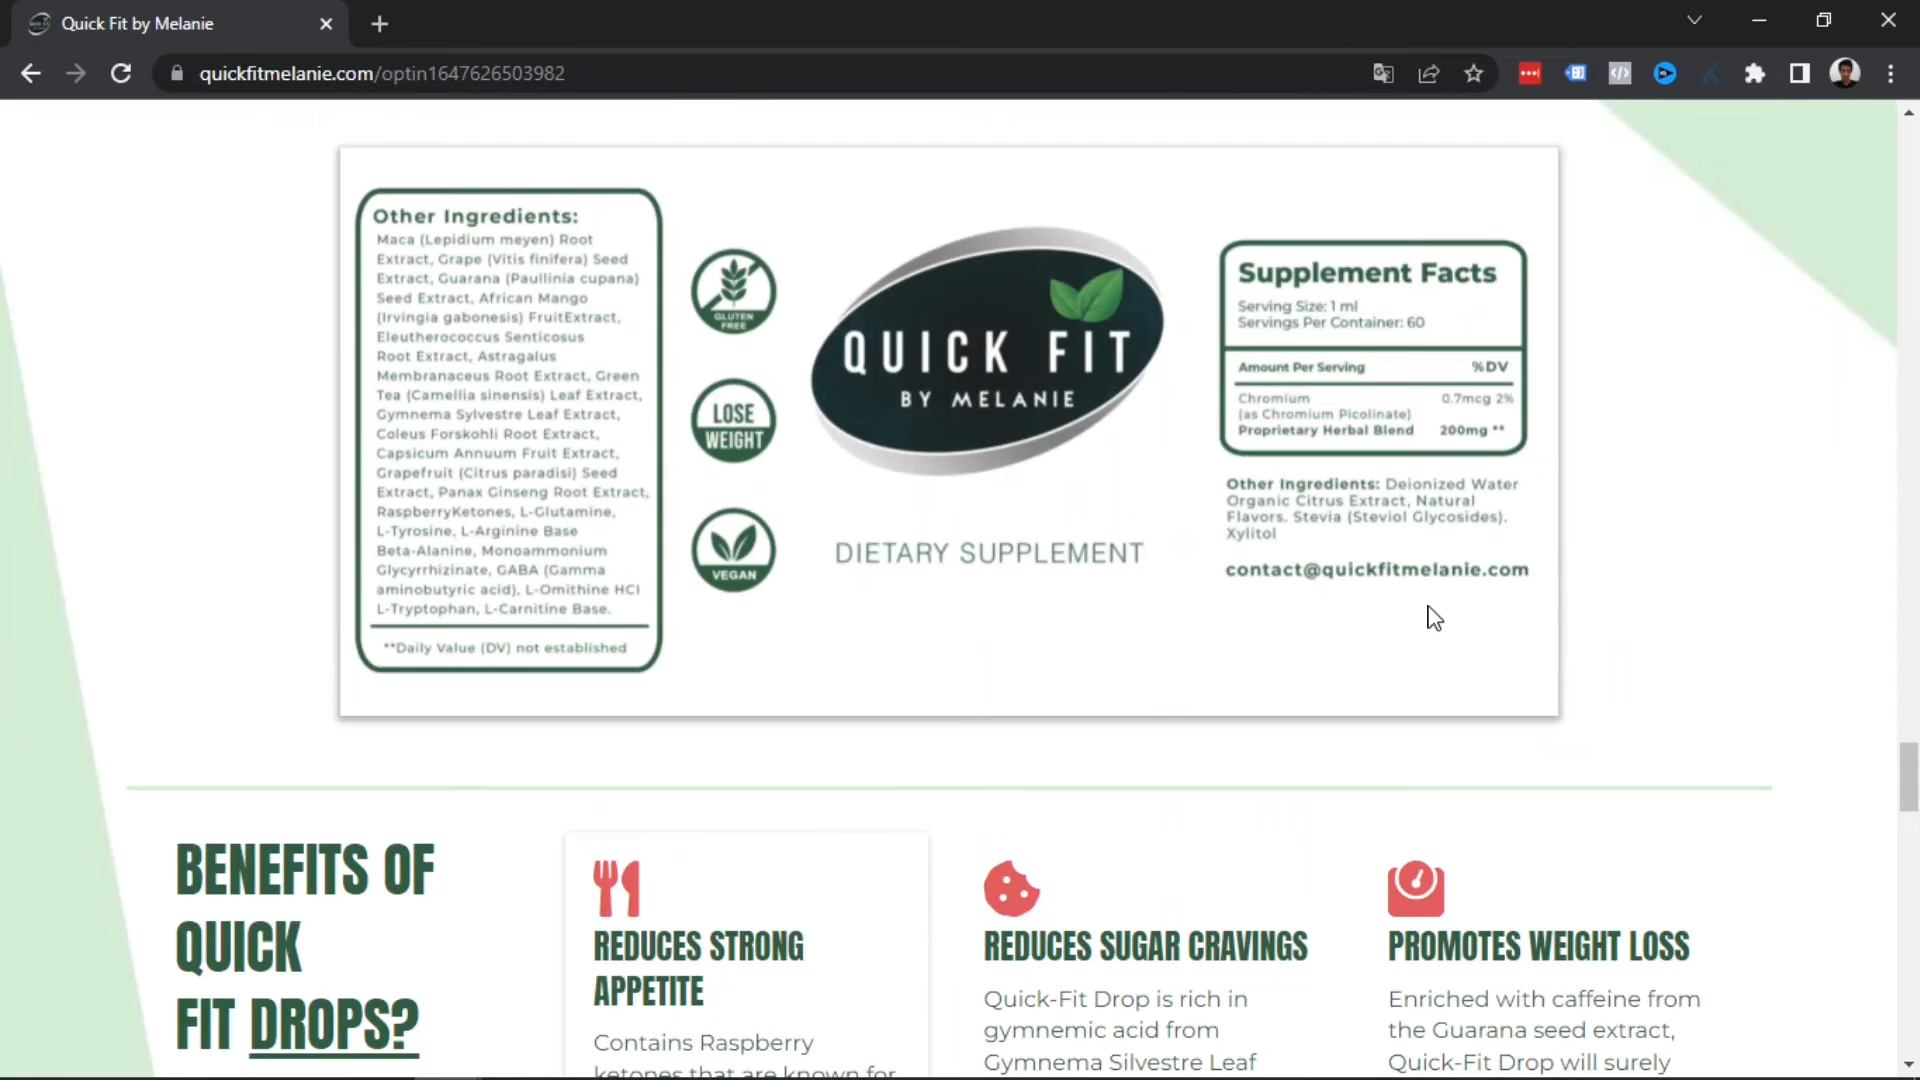 Quick Fit by Melanie
quickfitmelanie.com/optin1647626503982
Other Ingredients:
Maca (Lepidium meyen) Root
Extract, Grape (Vitis finifera) Seed
Extract, Guarana (Paullinia cupana)
Seed Extract, African Mango
(Irvingia gabonesis) FruitExtract,
Eleutherococcus Senticosus
Root Extract, Astragalus
Membranaceus Root Extract, Green
Tea (Camellia sinensis) Leaf Extract,
Gymnema Sylvestre Leaf Extract,
Coleus Forskohli Root Extract,
Capsicum Annuum Fruit Extract,
Grapefruit (Citrus paradisi) Seed
Extract, Panax Ginseng Root Extract,
RaspberryKetones, L-Glutamine,
L-Tyrosine, L-Arginine Base
Beta-Alanine, Monoammonium
Glycyrrhizinate, GABA (Gamma
aminobutyric acid), L-Omithine HCI
L-Tryptophan, L-Carnitine Base.
**Daily Value (DV) not established
GLUTEN
FREE
LOSE
WEIGHT
VEGAN
QUICK FIT
BY MELANIE
DIETARY SUPPLEMENT
Supplement Facts
Serving Size: 1 ml
Servings Per Container: 60
Amount Per Serving %DV
Chromium 0.7mcg 2%
(as Chromium Picolinate)
Proprietary Herbal Blend 200mg **
Other Ingredients: Deionized Water
Organic Citrus Extract, Natural
Flavors. Stevia (Steviol Glycosides).
Xylitol
contact@quickfitmelanie.com
BENEFITS OF
QUICK
FIT DROPS?
REDUCES STRONG
APPETITE
Contains Raspberry
ketones that are known for
REDUCES SUGAR CRAVINGS
Quick-Fit Drop is rich in
gymnemic acid from
Gymnema Silvestre Leaf
PROMOTES WEIGHT LOSS
Enriched with caffeine from
the Guarana seed extract,
Quick-Fit Drop will surely